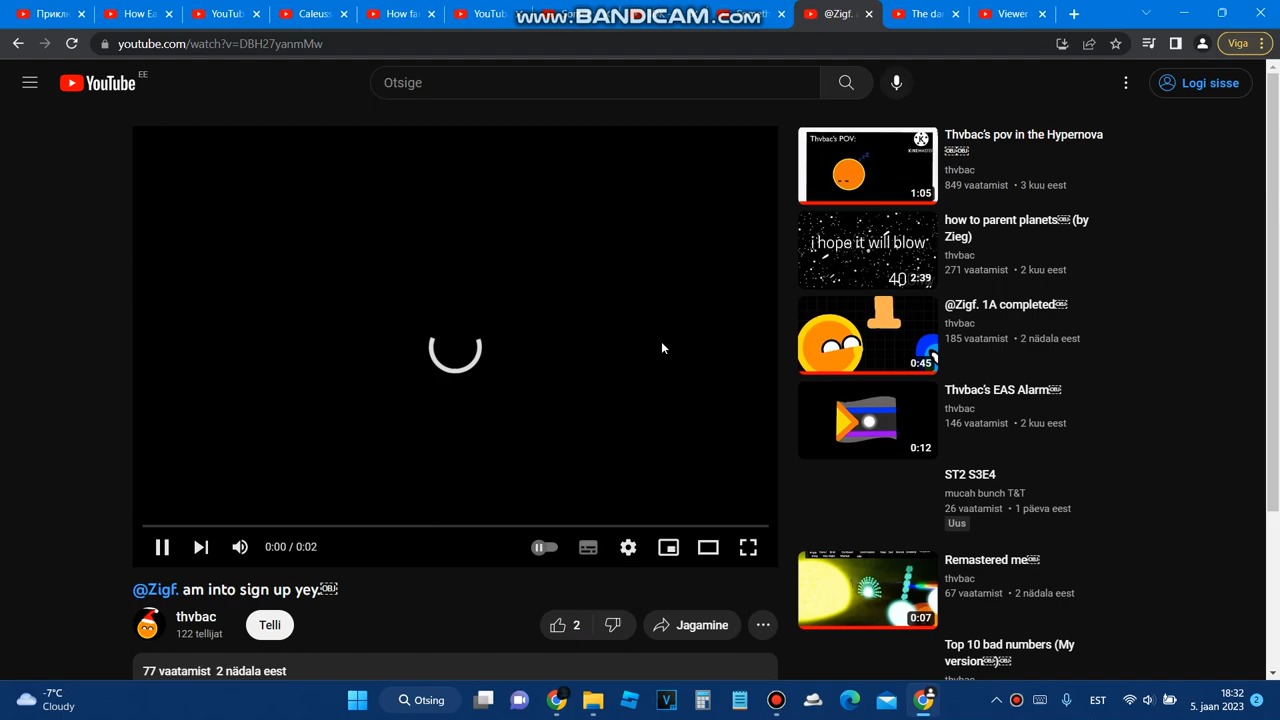 Прикл
How Ea
YouTu
Caleus
How fa
YouTu
www.BANDICAM.com
@Zigf.
The da
Viewer
youtube.com/watch?v=DBH27yanmMw
Viga
YouTube EE
Otsige
Logi sisse
Thvbac's POV:
KINEMASTER
1:05
Thvbac's pov in the Hypernova
thvbac
849 vaatamist • 3 kuu eest
i hope it will blow
40
2:39
how to parent planets (by
Zieg)
thvbac
271 vaatamist • 2 kuu eest
0:45
@Zigf. 1A completed
thvbac
185 vaatamist • 2 nädala eest
0:12
Thvbac's EAS Alarm
thvbac
146 vaatamist • 2 kuu eest
ST2 S3E4
mucah bunch T&T
26 vaatamist • 1 päeva eest
Uus
0:07
Remastered me
thvbac
67 vaatamist • 2 nädala eest
Top 10 bad numbers (My
version)
thvbac
0:00 / 0:02
@Zigf. am into sign up yey.
thvbac
122 tellijat
Telli
2
Jagamine
77 vaatamist 2 nädala eest
-7°C
Cloudy
Otsing
EST
18:32
5. jaan 2023
2